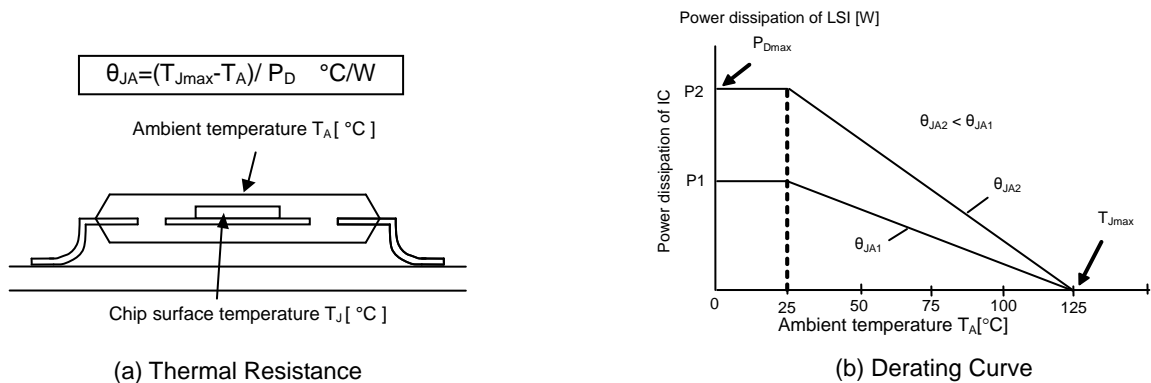 θJA=(TJmax-TA)/ PD °C/W
Ambient temperature TA[ °C ]
Chip surface temperature TJ[ °C ]
(a) Thermal Resistance
Power dissipation of LSI [W]
PDmax
P2
θJA2 < θJA1
Power dissipation of IC
P1
θJA2
TJmax
θJA1
0 25 50 75 100 125
Ambient temperature TA[°C]
(b) Derating Curve